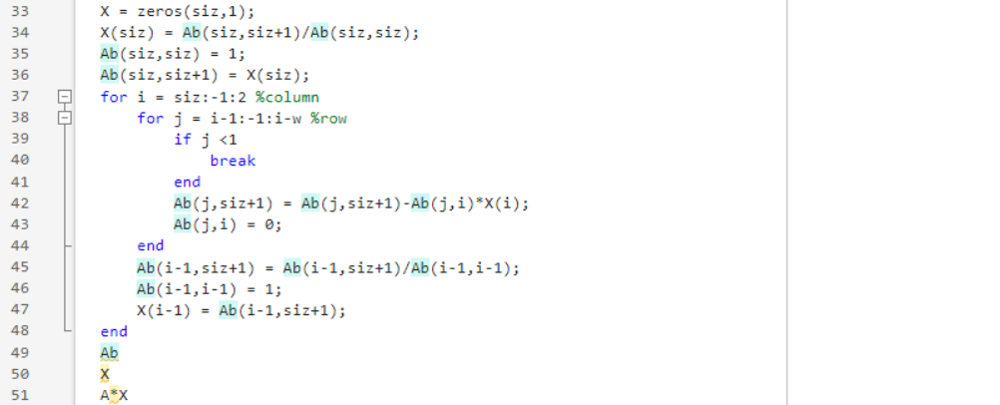 33 X = zeros(siz,1);
34 X(siz) = Ab(siz,siz+1)/Ab(siz,siz);
35 Ab(siz,siz) = 1;
36 Ab(siz,siz+1) = X(siz);
37 for i = siz:-1:2 %column
38 for j = i-1:-1:i-w %row
39 if j <1
40 break
41 end
42 Ab(j,siz+1) = Ab(j,siz+1)-Ab(j,i)*X(i);
43 Ab(j,i) = 0;
44 end
45 Ab(i-1,siz+1) = Ab(i-1,siz+1)/Ab(i-1,i-1);
46 Ab(i-1,i-1) = 1;
47 X(i-1) = Ab(i-1,siz+1);
48 end
49 Ab
50 X
51 A*X